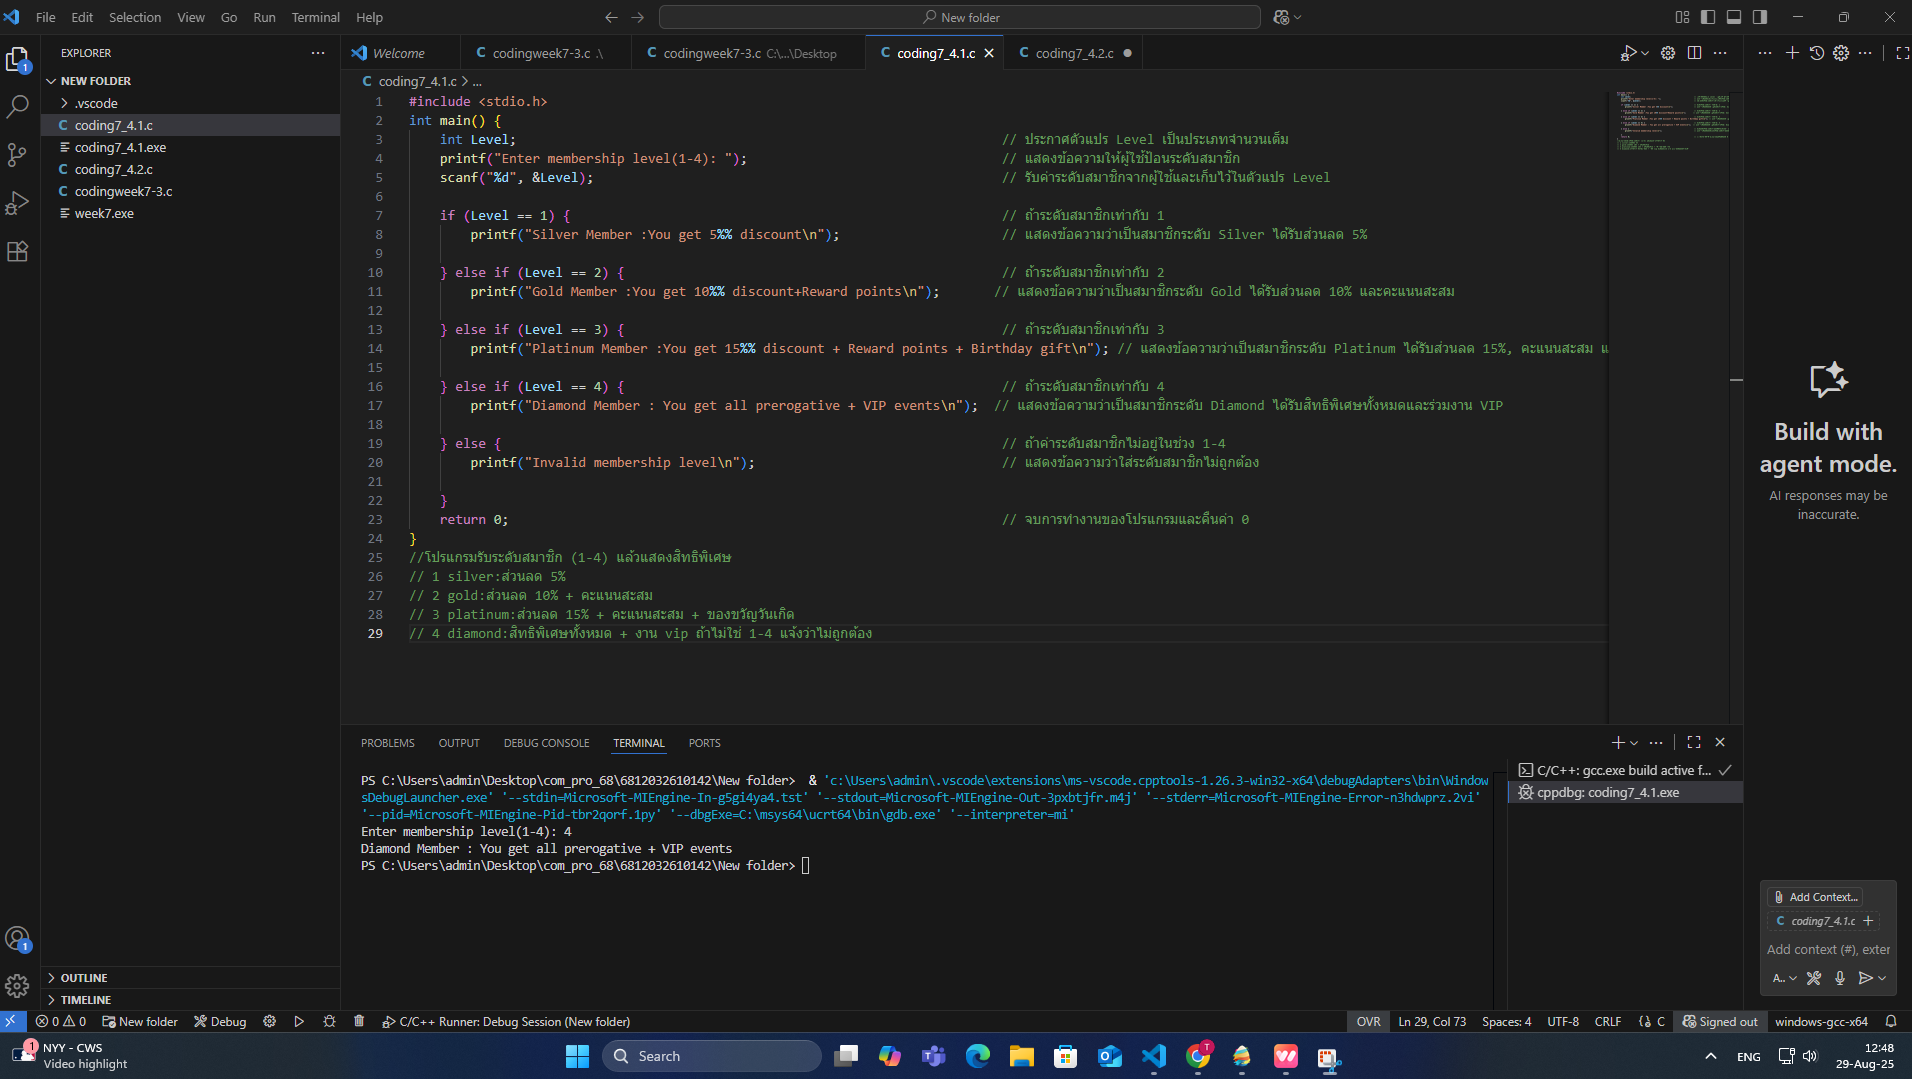 File Edit Selection View Go Run Terminal Help
New folder
EXPLORER
NEW FOLDER
.vscode
C coding7_4.1.c
coding7_4.1.exe
C coding7_4.2.c
C codingweek7-3.c
week7.exe
OUTLINE
TIMELINE
Welcome
C codingweek7-3.c .\
C codingweek7-3.c C:\...\Desktop
C coding7_4.1.c
C coding7_4.2.c
C coding7_4.1.c > ...
1 #include <stdio.h>
2 int main() {
3 int Level; // ประกาศตัวแปร Level เป็นประเภทจำนวนเต็ม
4 printf("Enter membership level(1-4): "); // แสดงข้อความให้ผู้ใช้ป้อนระดับสมาชิก
5 scanf("%d", &Level); // รับค่าระดับสมาชิกจากผู้ใช้และเก็บไว้ในตัวแปร Level
6
7 if (Level == 1) { // ถ้าระดับสมาชิกเท่ากับ 1
8 printf("Silver Member :You get 5%% discount\n"); // แสดงข้อความว่าเป็นสมาชิกระดับ Silver ได้รับส่วนลด 5%
9
10 } else if (Level == 2) { // ถ้าระดับสมาชิกเท่ากับ 2
11 printf("Gold Member :You get 10%% discount+Reward points\n"); // แสดงข้อความว่าเป็นสมาชิกระดับ Gold ได้รับส่วนลด 10% และคะแนนสะสม
12
13 } else if (Level == 3) { // ถ้าระดับสมาชิกเท่ากับ 3
14 printf("Platinum Member :You get 15%% discount + Reward points + Birthday gift\n"); // แสดงข้อความว่าเป็นสมาชิกระดับ Platinum ได้รับส่วนลด 15%, คะแนนสะสม แ
15
16 } else if (Level == 4) { // ถ้าระดับสมาชิกเท่ากับ 4
17 printf("Diamond Member : You get all prerogative + VIP events\n"); // แสดงข้อความว่าเป็นสมาชิกระดับ Diamond ได้รับสิทธิพิเศษทั้งหมดและร่วมงาน VIP
18
19 } else { // ถ้าค่าระดับสมาชิกไม่อยู่ในช่วง 1-4
20 printf("Invalid membership level\n"); // แสดงข้อความว่าใส่ระดับสมาชิกไม่ถูกต้อง
21
22 }
23 return 0; // จบการทำงานของโปรแกรมและคืนค่า 0
24 }
25 //โปรแกรมรับระดับสมาชิก (1-4) แล้วแสดงสิทธิพิเศษ
26 // 1 silver:ส่วนลด 5%
27 // 2 gold:ส่วนลด 10% + คะแนนสะสม
28 // 3 platinum:ส่วนลด 15% + คะแนนสะสม + ของขวัญวันเกิด
29 // 4 diamond:สิทธิพิเศษทั้งหมด + งาน vip ถ้าไม่ใช่ 1-4 แจ้งว่าไม่ถูกต้อง
PROBLEMS OUTPUT DEBUG CONSOLE TERMINAL PORTS
PS C:\Users\admin\Desktop\com_pro_68\6812032610142\New folder> & 'c:\Users\admin\.vscode\extensions\ms-vscode.cpptools-1.26.3-win32-x64\debugAdapters\bin\Window
sDebugLauncher.exe' '--stdin=Microsoft-MIEngine-In-g5gi4ya4.tst' '--stdout=Microsoft-MIEngine-Out-3pxbtjfr.m4j' '--stderr=Microsoft-MIEngine-Error-n3hdwprz.2vi'
'--pid=Microsoft-MIEngine-Pid-tbr2qorf.1py' '--dbgExe=C:\msys64\ucrt64\bin\gdb.exe' '--interpreter=mi'
Enter membership level(1-4): 4
Diamond Member : You get all prerogative + VIP events
PS C:\Users\admin\Desktop\com_pro_68\6812032610142\New folder>
C/C++: gcc.exe build active f...
cppdbg: coding7_4.1.exe
Build with
agent mode.
AI responses may be
inaccurate.
Add Context...
C coding7_4.1.c +
Add context (#), exter
A..
0 0 New folder Debug C/C++ Runner: Debug Session (New folder)
OVR Ln 29, Col 73 Spaces: 4 UTF-8 CRLF {} C Signed out windows-gcc-x64
1
NYY - CWS
Video highlight
Search
ENG
12:48
29-Aug-25